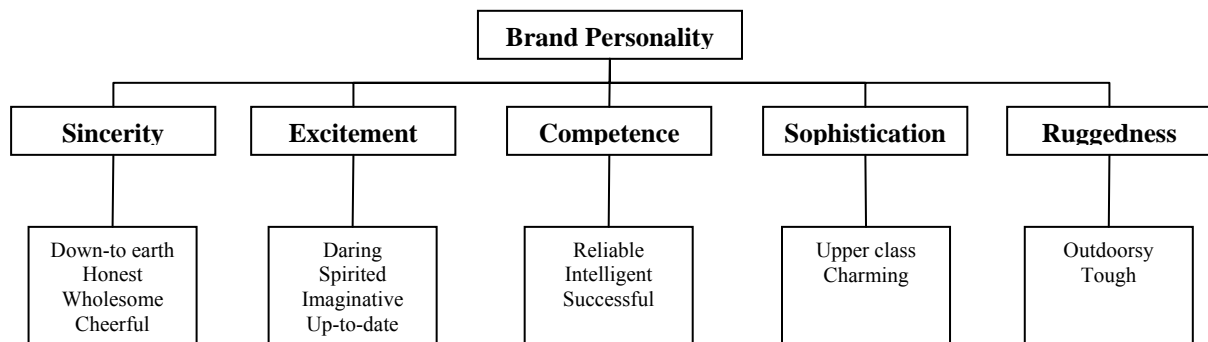 Brand Personality
Sincerity
Excitement
Competence
Sophistication
Ruggedness
Down-to earth
Honest
Wholesome
Cheerful
Daring
Spirited
Imaginative
Up-to-date
Reliable
Intelligent
Successful
Upper class
Charming
Outdoorsy
Tough